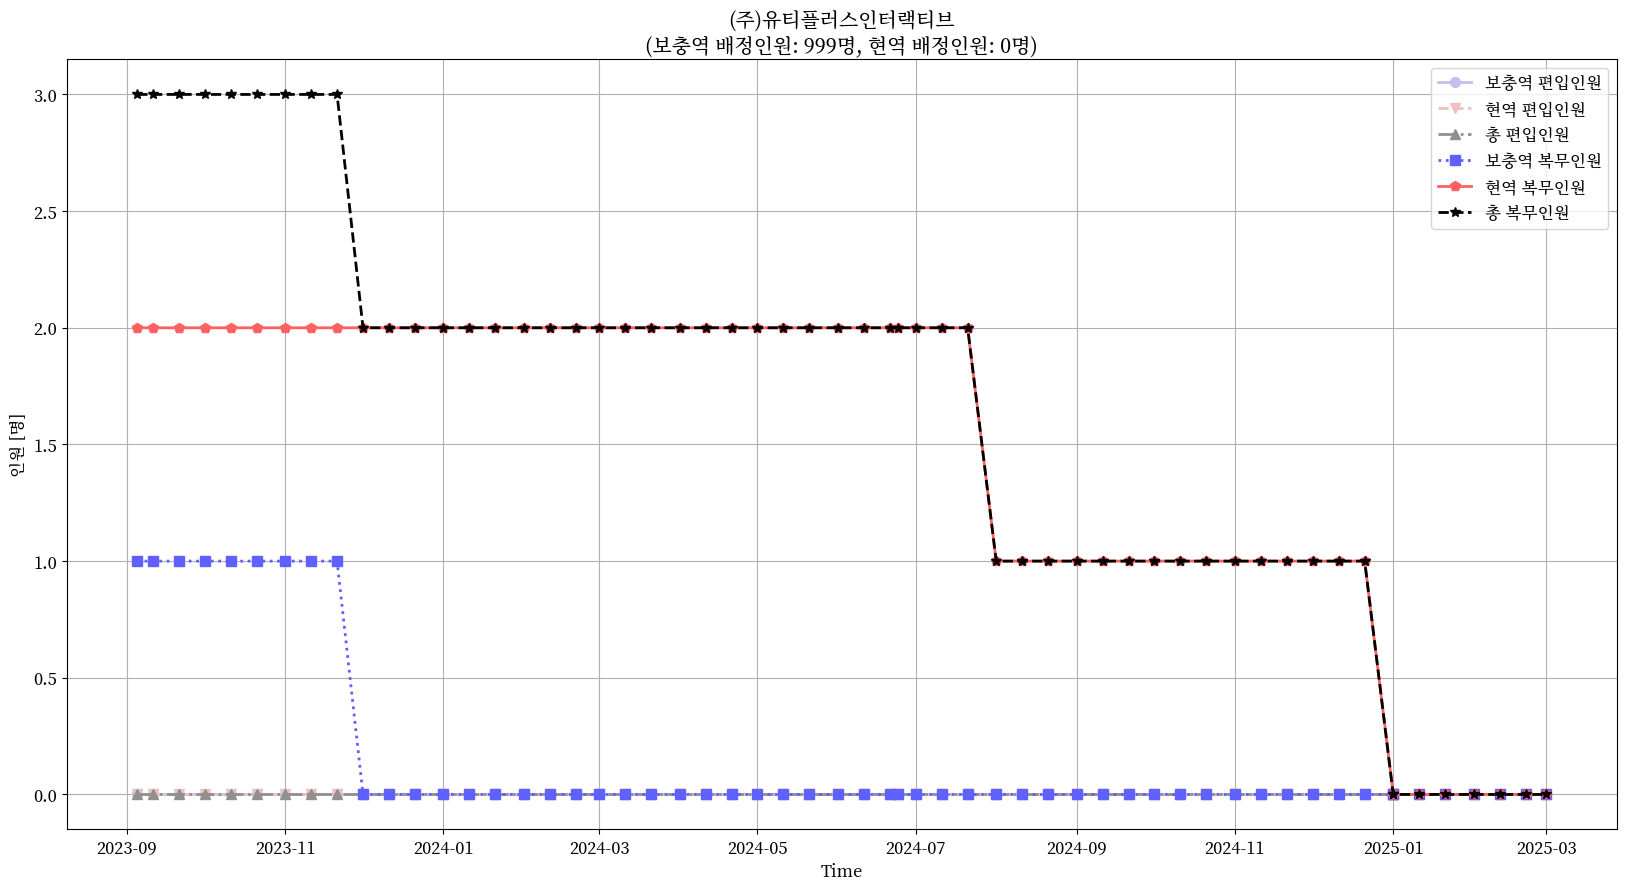 (주)유티플러스인터랙티브
(보충역 배정인원: 999명, 현역 배정인원: 0명)
보충역 편입인원
현역 편입인원
총 편입인원
보충역 복무인원
현역 복무인원
총 복무인원
인원 [명]
3.0
2.5
2.0
1.5
1.0
0.5
0.0
2023-09 2023-11 2024-01 2024-03 2024-05 2024-07 2024-09 2024-11 2025-01 2025-03
Time